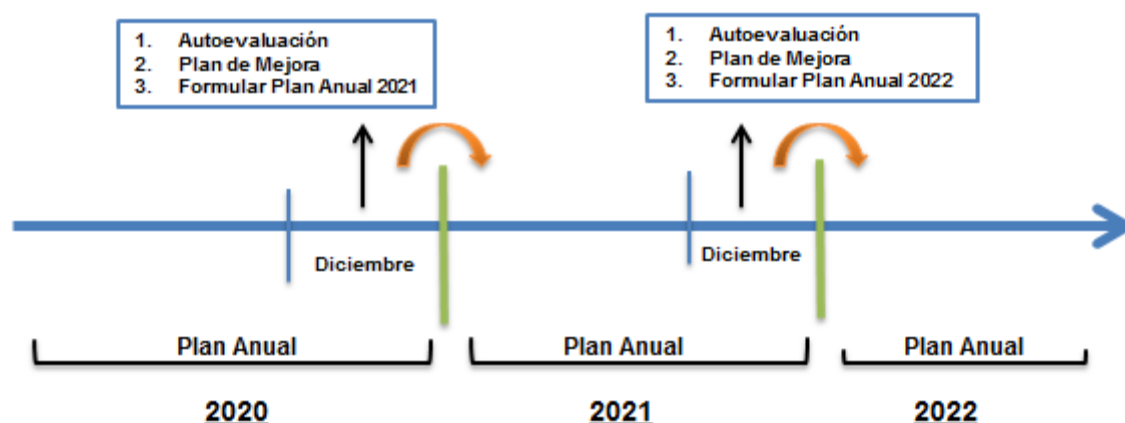 1. Autoevaluación
2. Plan de Mejora
3. Formular Plan Anual 2021
1. Autoevaluación
2. Plan de Mejora
3. Formular Plan Anual 2022
Diciembre
Diciembre
Plan Anual
Plan Anual
Plan Anual
2020
2021
2022